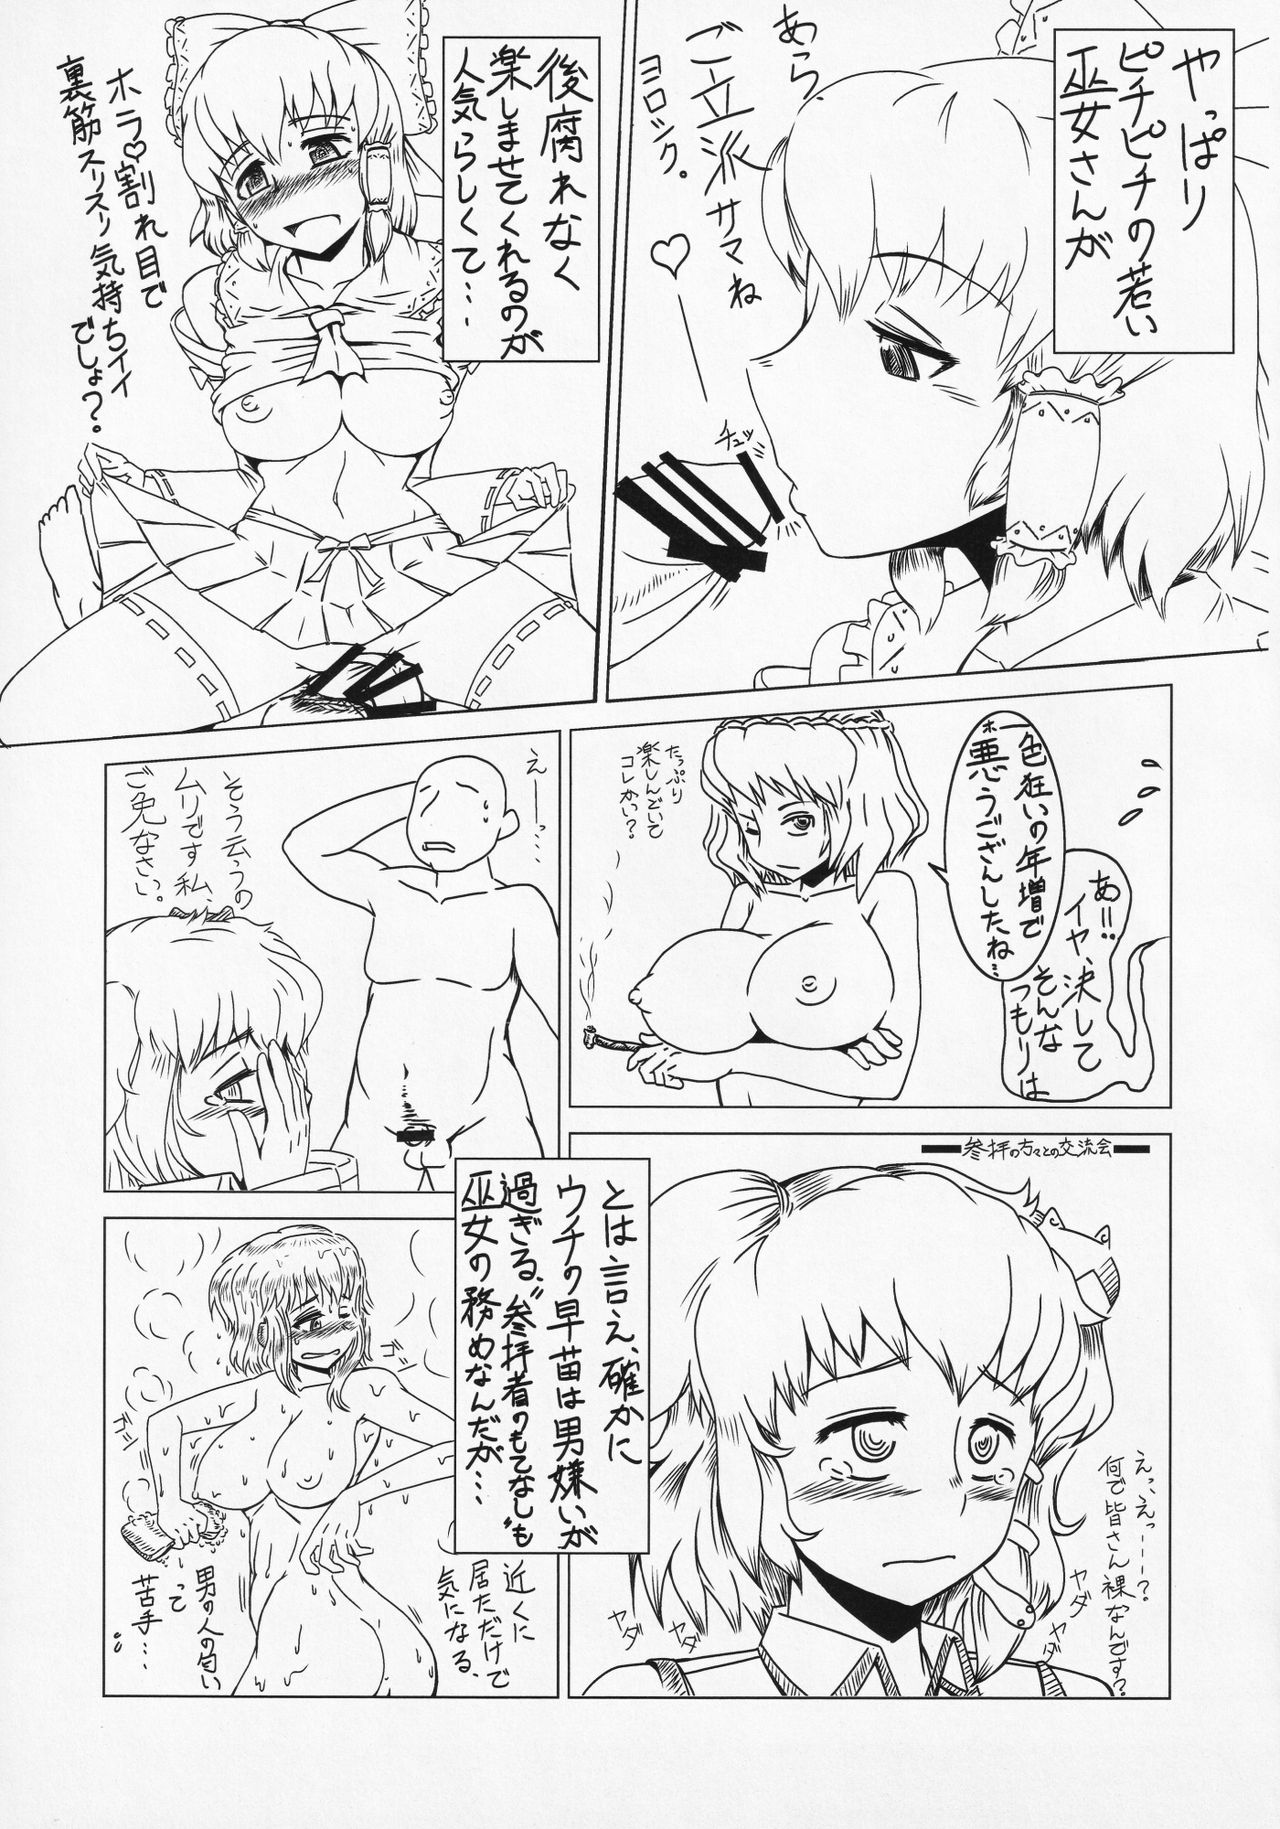 やっぱり
ピチピチの若い
巫女さんが
あら、
ご立派サマね
ヨロシク。
♡
チュッ
後腐れなく
楽しませてくれるのが
人気らしくて…
ホラ♡割れ目で
裏筋スリスリ気持ちイイ
でしょ？
あ!!
イヤ、決して
そんな
つもりは
色狂いの年増で
悪うござんしたね…
たっぷり
楽しんどいて
コレかい？
えーっ…
そう云うの
ムリです私、
ご免なさい。
参拝の方々との交流会
えっ、えっーー？
何で皆さん裸なんです？
ヤダ
ヤダ
ヤダ
ヤダ
とは言え、確かに
ウチの早苗は男嫌いが
過ぎる、“参拝者のもてなし”も
巫女の務めなんだが…
近くに
居ただけで
気になる、
男の人の匂い
って
苦手…